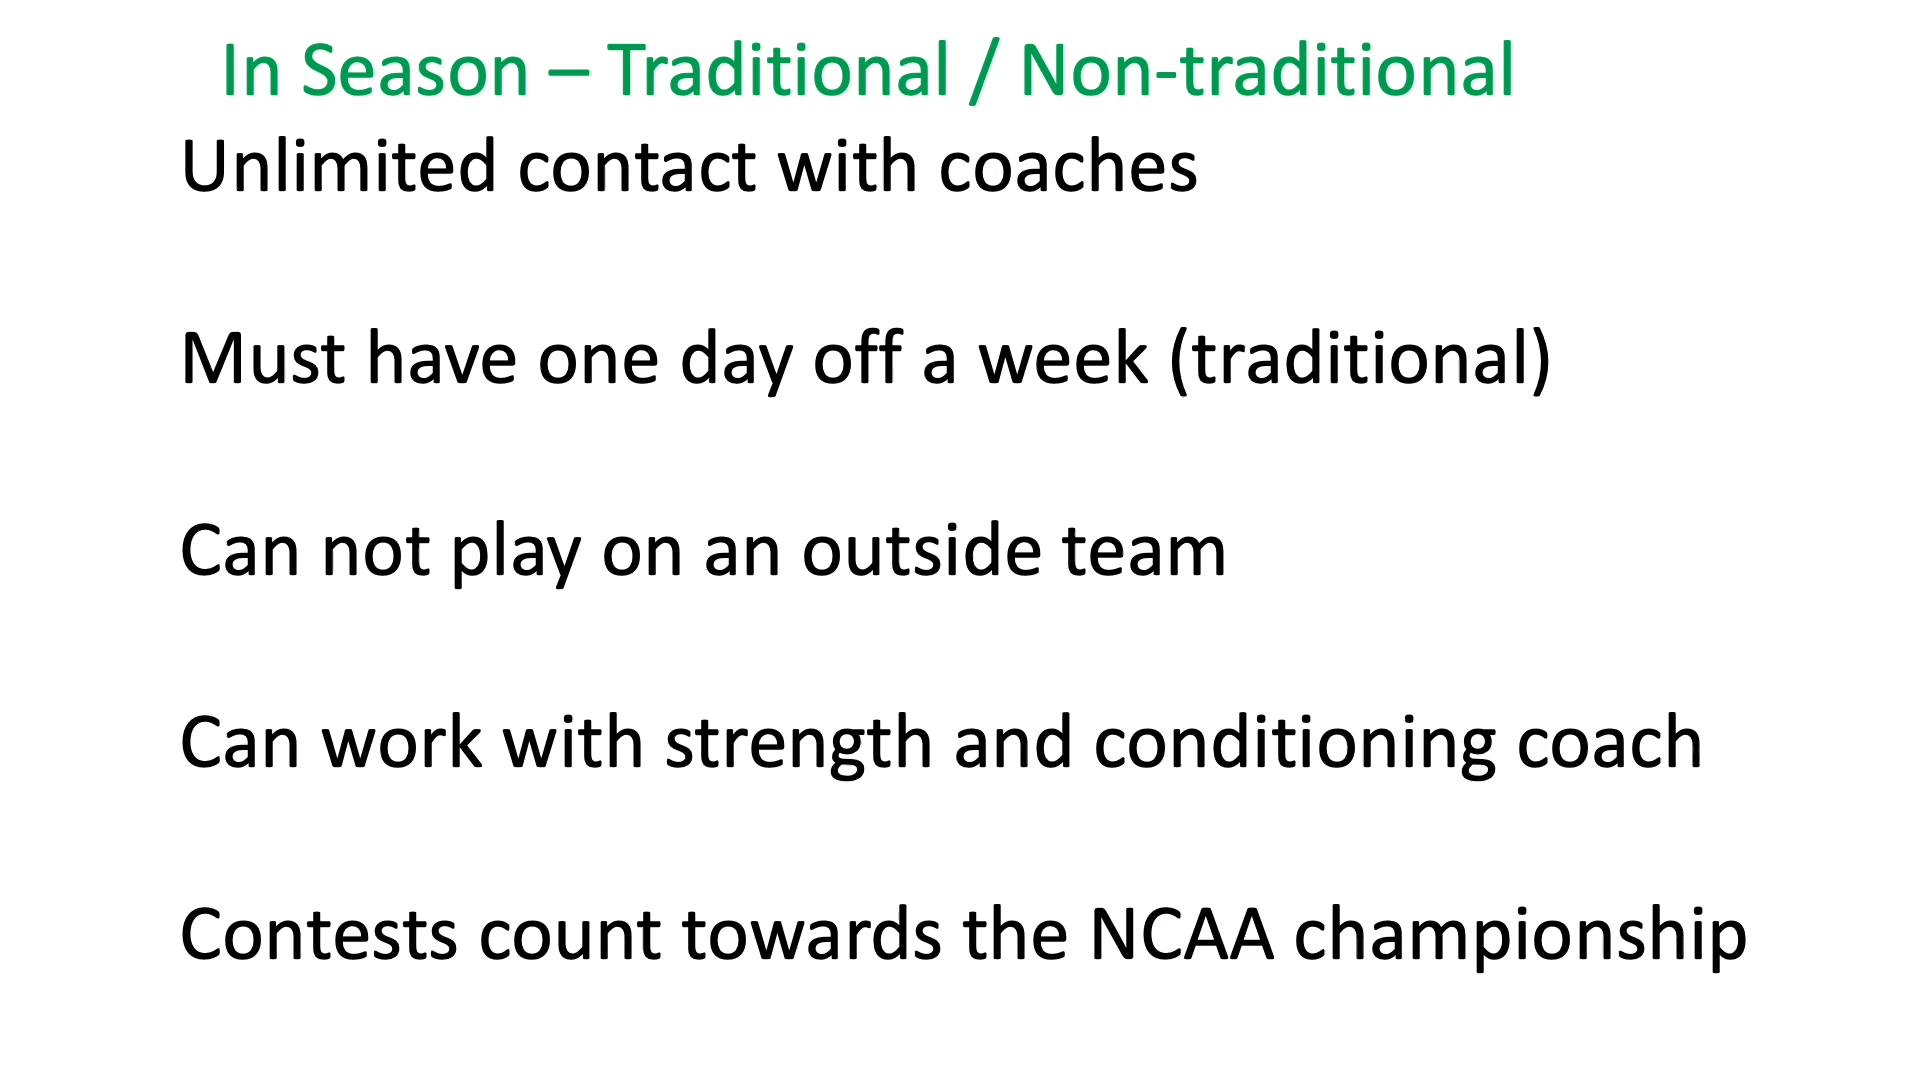 In Season – Traditional / Non-traditional
Unlimited contact with coaches
Must have one day off a week (traditional)
Can not play on an outside team
Can work with strength and conditioning coach
Contests count towards the NCAA championship